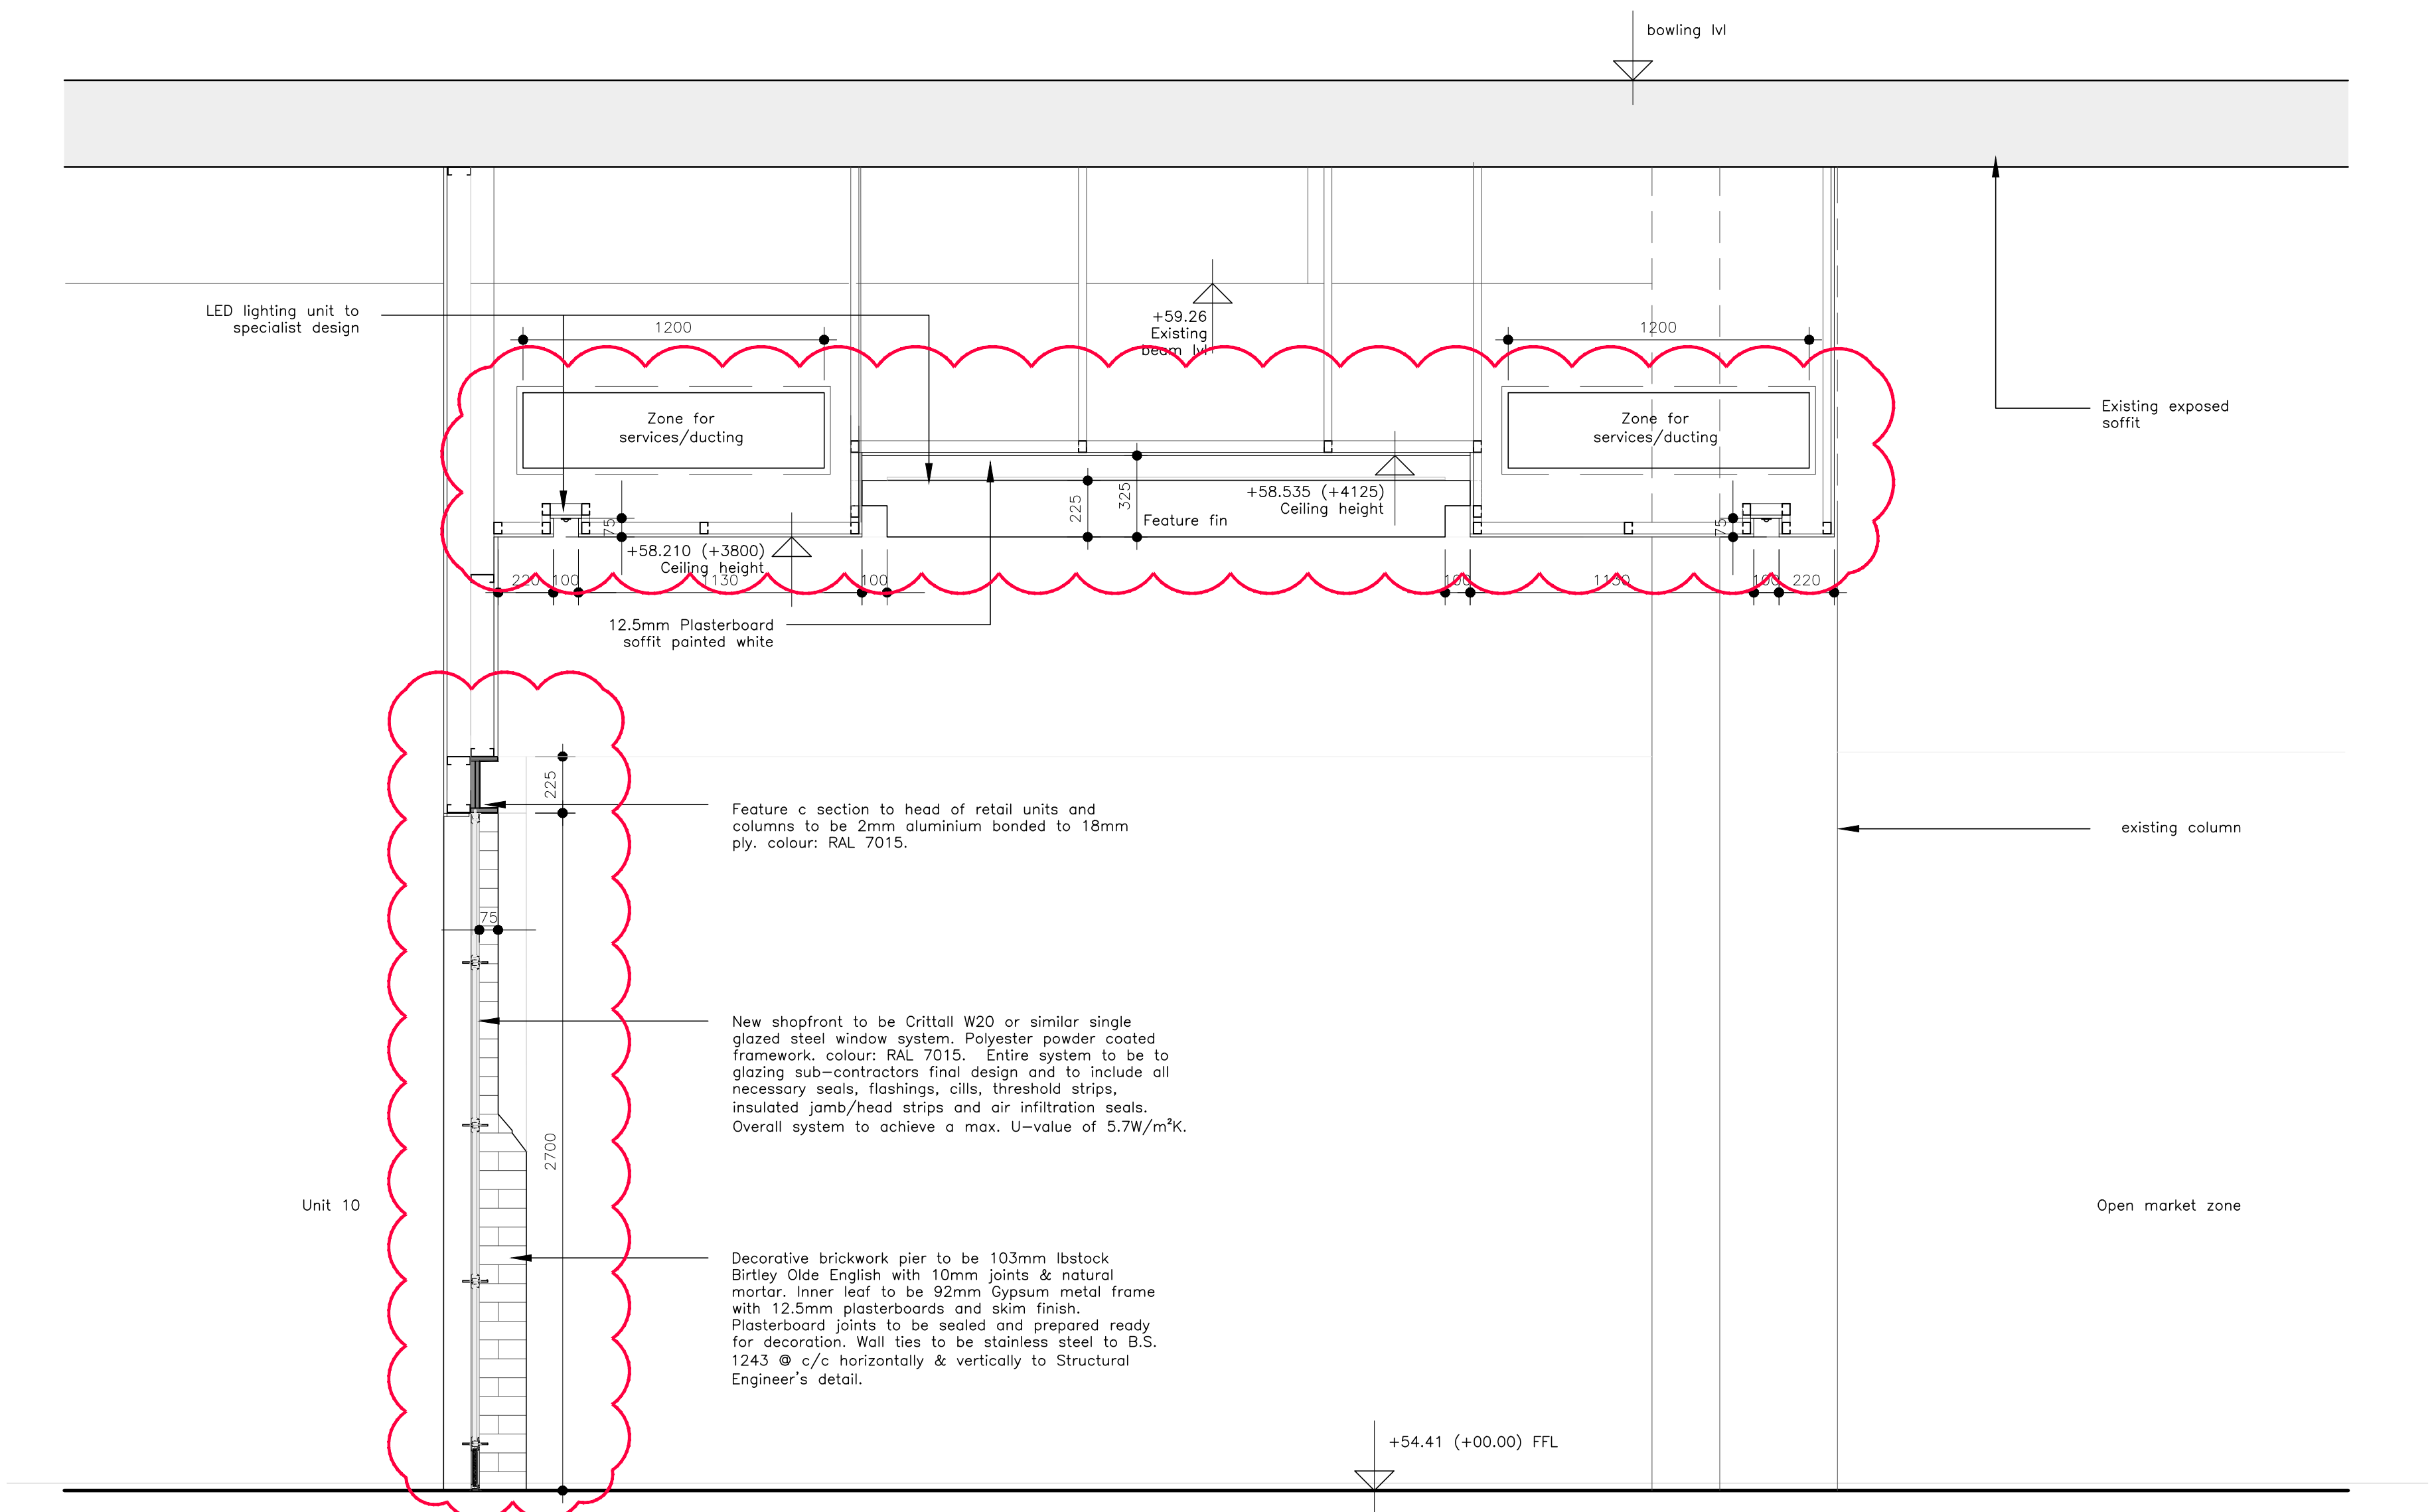 bowling lvl
LED lighting unit to
specialist design
1200
+59.26
Existing
beam lvl
1200
Zone for
services/ducting
Zone for
services/ducting
Existing exposed
soffit
75
+58.210 (+3800)
Ceiling height
225
325
Feature fin
+58.535 (+4125)
Ceiling height
75
220
100
1130
100
100
1130
100
220
12.5mm Plasterboard
soffit painted white
225
Feature c section to head of retail units and
columns to be 2mm aluminium bonded to 18mm
ply. colour: RAL 7015.
existing column
75
New shopfront to be Crittall W20 or similar single
glazed steel window system. Polyester powder coated
framework. colour: RAL 7015. Entire system to be to
glazing sub-contractors final design and to include all
necessary seals, flashings, cills, threshold strips,
insulated jamb/head strips and air infiltration seals.
Overall system to achieve a max. U-value of 5.7W/m²K.
2700
Unit 10
Open market zone
Decorative brickwork pier to be 103mm Ibstock
Birtley Olde English with 10mm joints & natural
mortar. Inner leaf to be 92mm Gypsum metal frame
with 12.5mm plasterboards and skim finish.
Plasterboard joints to be sealed and prepared ready
for decoration. Wall ties to be stainless steel to B.S.
1243 @ c/c horizontally & vertically to Structural
Engineer's detail.
+54.41 (+00.00) FFL